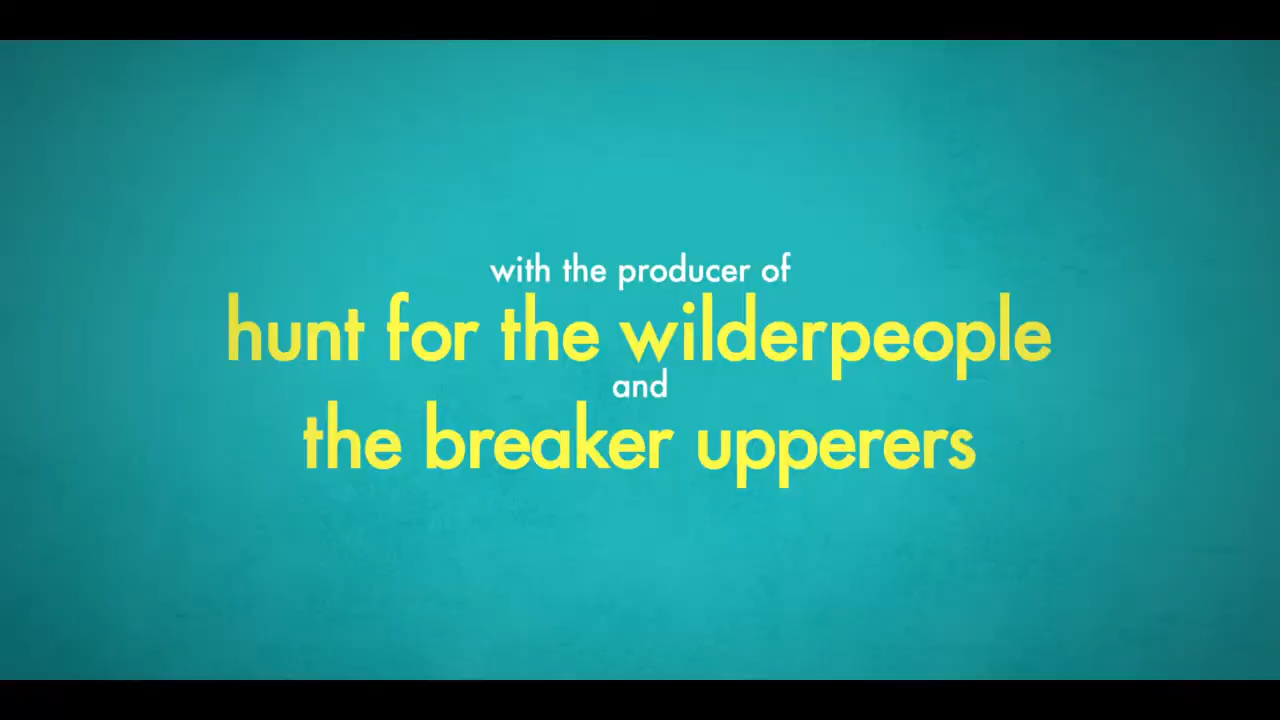 with the producer of
hunt for the wilderpeople
and
the breaker upperers